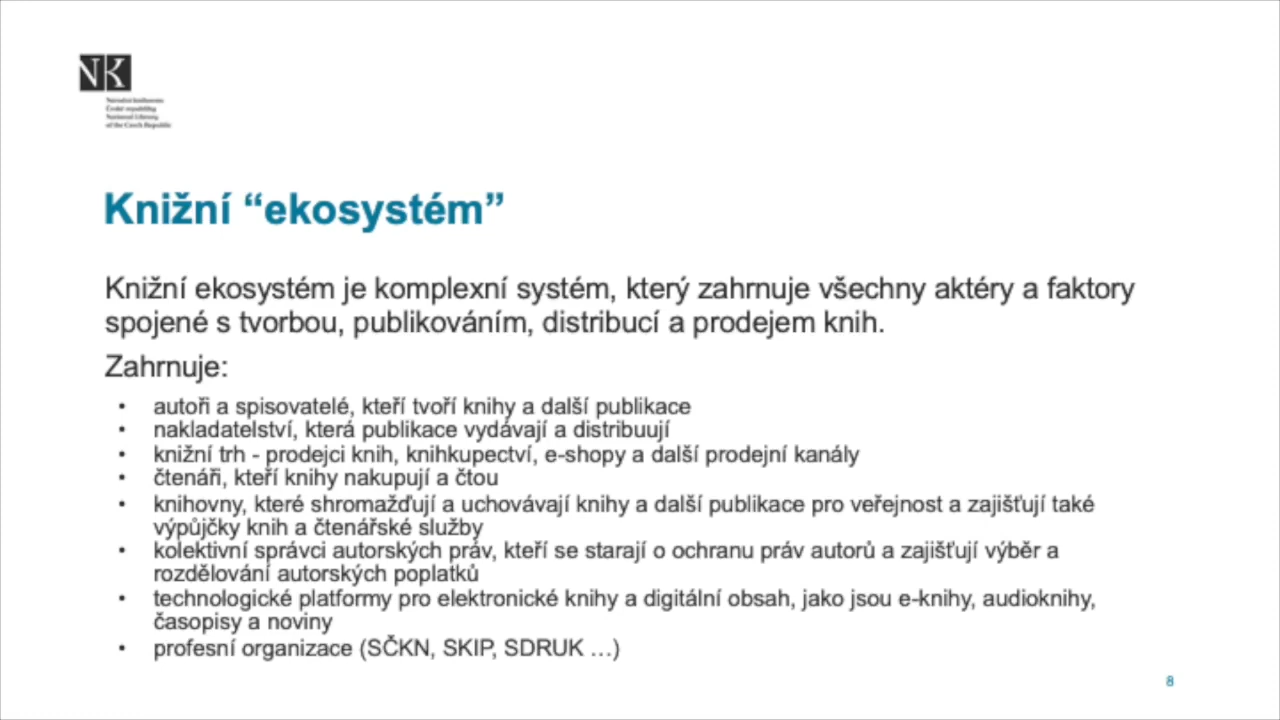 NK
Národní knihovna
České republiky
National Library
of the Czech Republic
Knižní “ekosystém”
Knižní ekosystém je komplexní systém, který zahrnuje všechny aktéry a faktory
spojené s tvorbou, publikováním, distribucí a prodejem knih.
Zahrnuje:
• autoři a spisovatelé, kteří tvoří knihy a další publikace
• nakladatelství, která publikace vydávají a distribuují
• knižní trh - prodejci knih, knihkupectví, e-shopy a další prodejní kanály
• čtenáři, kteří knihy nakupují a čtou
• knihovny, které shromažďují a uchovávají knihy a další publikace pro veřejnost a zajišťují také
výpůjčky knih a čtenářské služby
• kolektivní správci autorských práv, kteří se starají o ochranu práv autorů a zajišťují výběr a
rozdělování autorských poplatků
• technologické platformy pro elektronické knihy a digitální obsah, jako jsou e-knihy, audioknihy,
časopisy a noviny
• profesní organizace (SČKN, SKIP, SDRUK …)
8